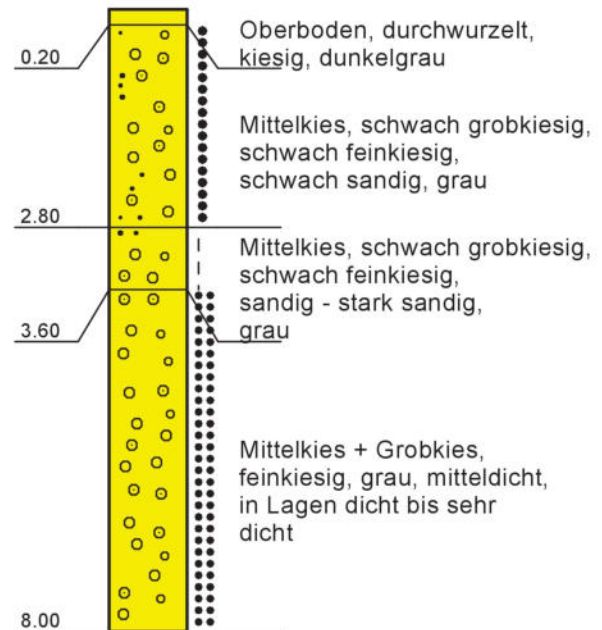 Oberboden, durchwurzelt,
0.20
kiesig, dunkelgrau
Mittelkies, schwach grobkiesig,
schwach feinkiesig,
schwach sandig, grau
2.80
Mittelkies, schwach grobkiesig,
schwach feinkiesig,
sandig - stark sandig,
3.60
grau
Mittelkies + Grobkies,
feinkiesig, grau, mitteldicht,
in Lagen dicht bis sehr
dicht
8.00